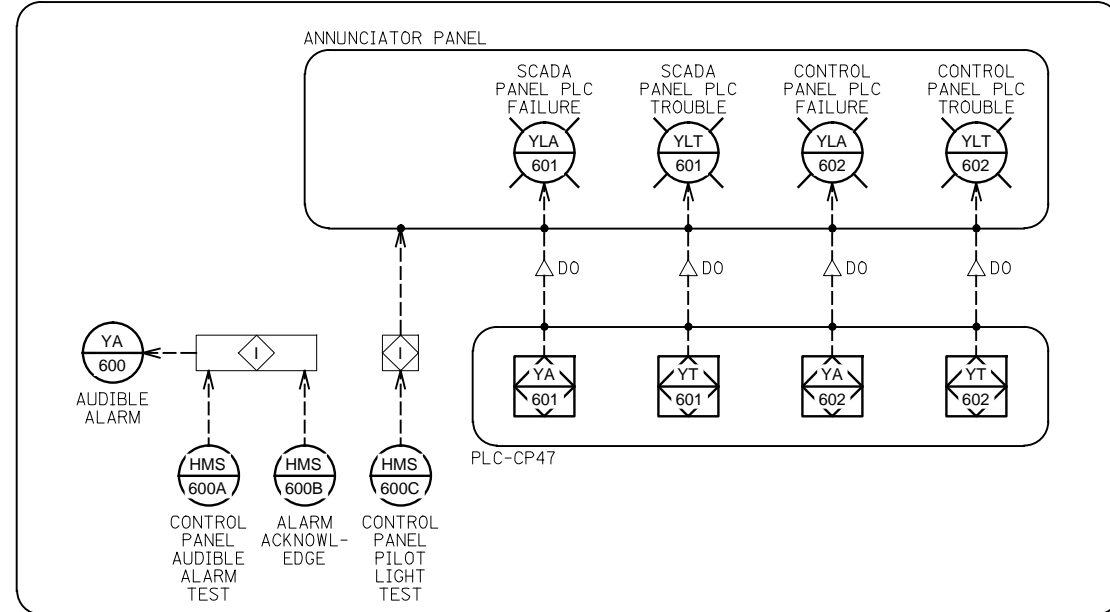 ANNUNCIATOR PANEL
SCADA
PANEL PLC
FAILURE
SCADA
PANEL PLC
TROUBLE
CONTROL
PANEL PLC
FAILURE
CONTROL
PANEL PLC
TROUBLE
YLA
601
YLT
601
YLA
602
YLT
602
DO
DO
DO
DO
YA
600
AUDIBLE
ALARM
I
I
YA
601
YT
601
YA
602
YT
602
PLC-CP47
HMS
600A
CONTROL
PANEL
AUDIBLE
ALARM
TEST
HMS
600B
ALARM
ACKNOWL-
EDGE
HMS
600C
CONTROL
PANEL
PILOT
LIGHT
TEST